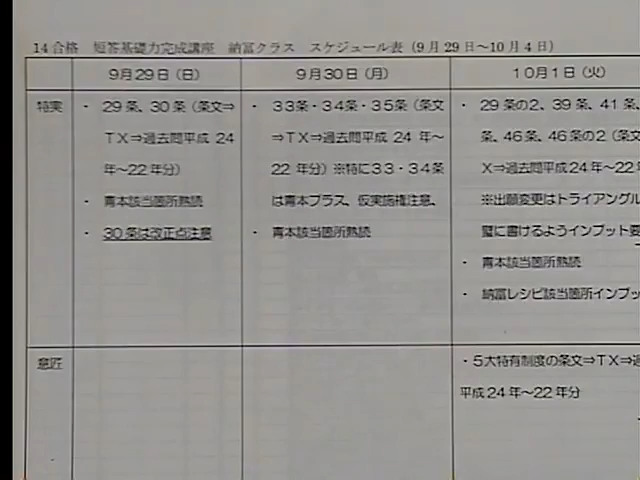 14合格 短答基礎力完成講座 納冨クラス スケジュール表（9月29日～10月4日）
9月29日（日） 9月30日（月） 10月1日（火）
特実
・ 29条、30条（条文⇒
ＴＸ⇒過去問平成 24
年～22年分）
・ 青本該当箇所熟読
・ 30条は改正点注意
・ 33条・34条・35条（条文
⇒ＴＸ⇒過去問平成 24 年～
22年分）※特に33・34条
は青本プラス、仮実施権注意、
・ 青本該当箇所熟読
・ 29条の2、39条、41条、
条、46条、46条の2（条文
Ｘ⇒過去問平成24年～22年
※出願変更はトライアングル
璧に書けるようインプット要
・ 青本該当箇所熟読
・ 納冨レシピ該当箇所インプッ
意匠
・5大特有制度の条文⇒ＴＸ⇒過
平成24年～22年分